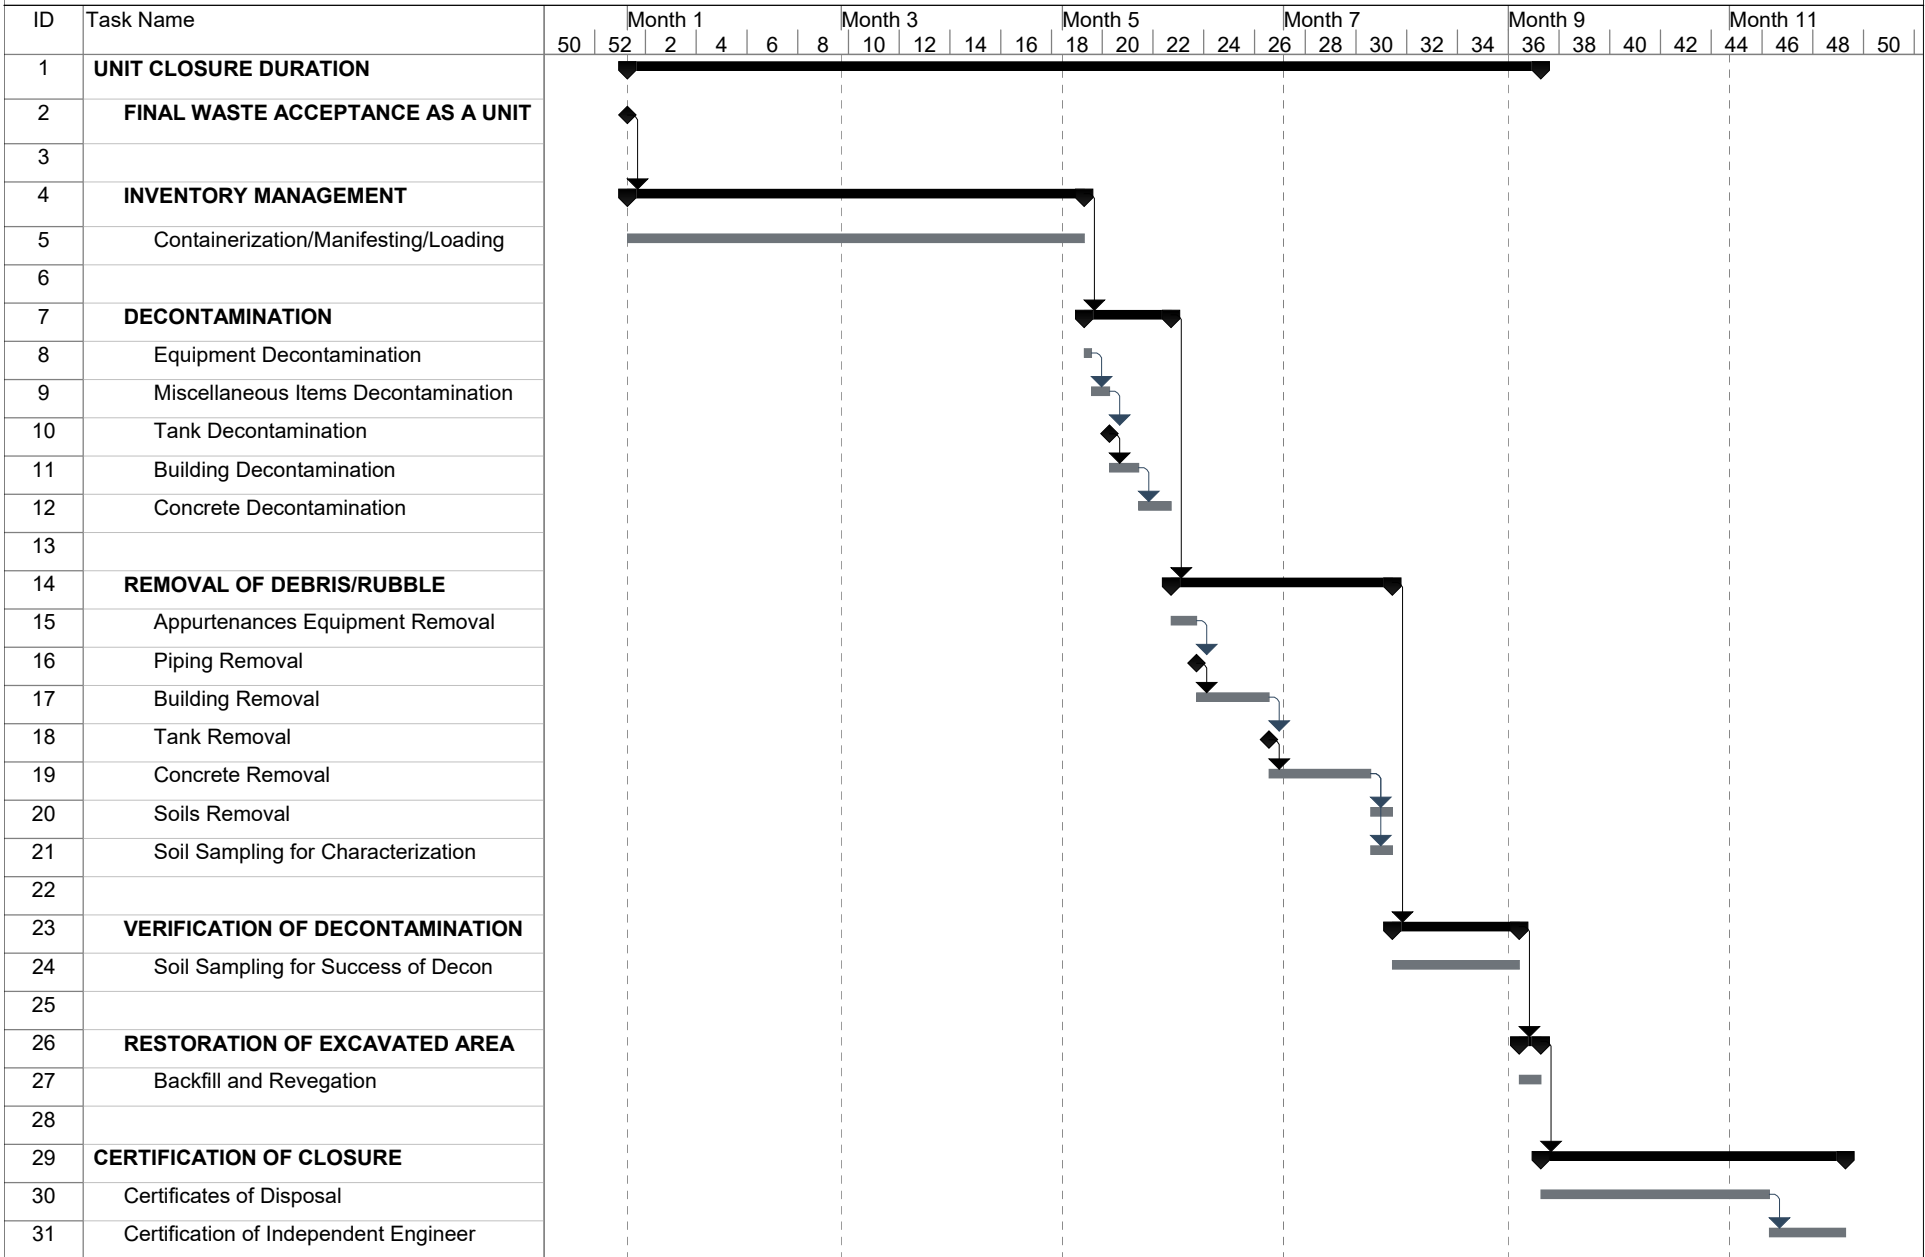 ID Task Name Month 1 Month 3 Month 5 Month 7 Month 9 Month 11
50 52 2 4 6 8 10 12 14 16 18 20 22 24 26 28 30 32 34 36 38 40 42 44 46 48 50
1 UNIT CLOSURE DURATION
2 FINAL WASTE ACCEPTANCE AS A UNIT
3
4 INVENTORY MANAGEMENT
5 Containerization/Manifesting/Loading
6
7 DECONTAMINATION
8 Equipment Decontamination
9 Miscellaneous Items Decontamination
10 Tank Decontamination
11 Building Decontamination
12 Concrete Decontamination
13
14 REMOVAL OF DEBRIS/RUBBLE
15 Appurtenances Equipment Removal
16 Piping Removal
17 Building Removal
18 Tank Removal
19 Concrete Removal
20 Soils Removal
21 Soil Sampling for Characterization
22
23 VERIFICATION OF DECONTAMINATION
24 Soil Sampling for Success of Decon
25
26 RESTORATION OF EXCAVATED AREA
27 Backfill and Revegation
28
29 CERTIFICATION OF CLOSURE
30 Certificates of Disposal
31 Certification of Independent Engineer